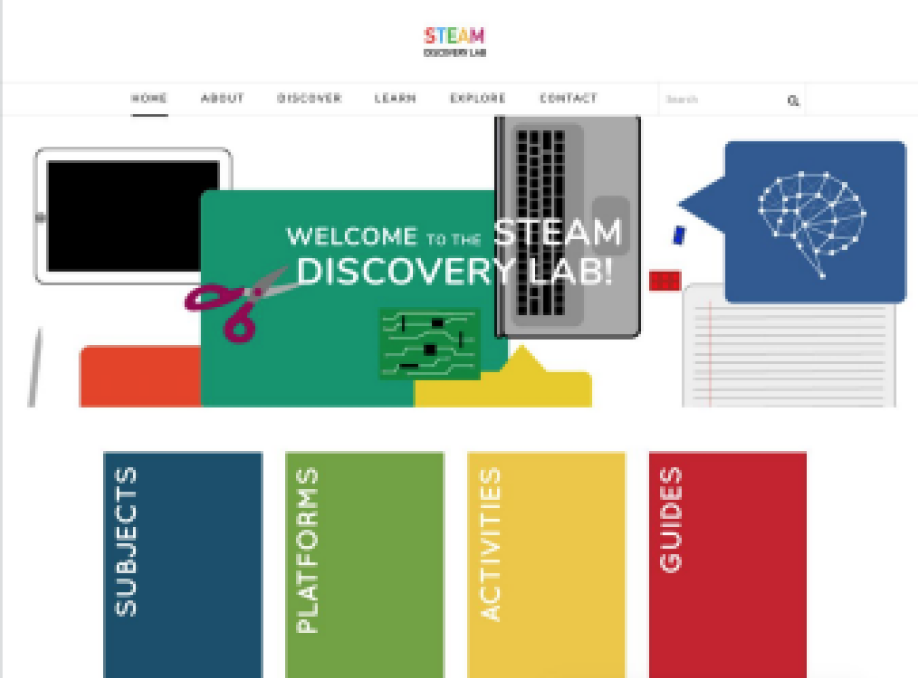 STEAM
DISCOVERY LAB
HOME ABOUT DISCOVER LEARN EXPLORE CONTACT Search
WELCOME TO THE STEAM
DISCOVERY LAB!
SUBJECTS
PLATFORMS
ACTIVITIES
GUIDES